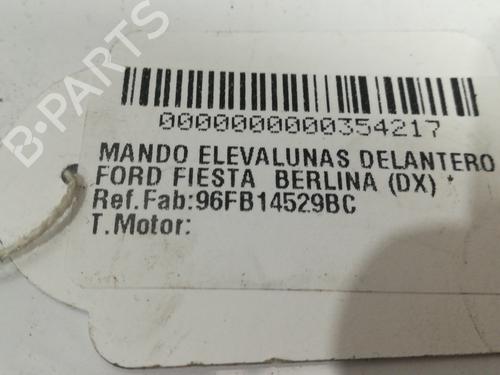 B-PARTS
0000000000354217
MANDO ELEVALUNAS DELANTERO
FORD FIESTA BERLINA (DX) *
Ref.Fab:96FB14529BC
T.Motor: